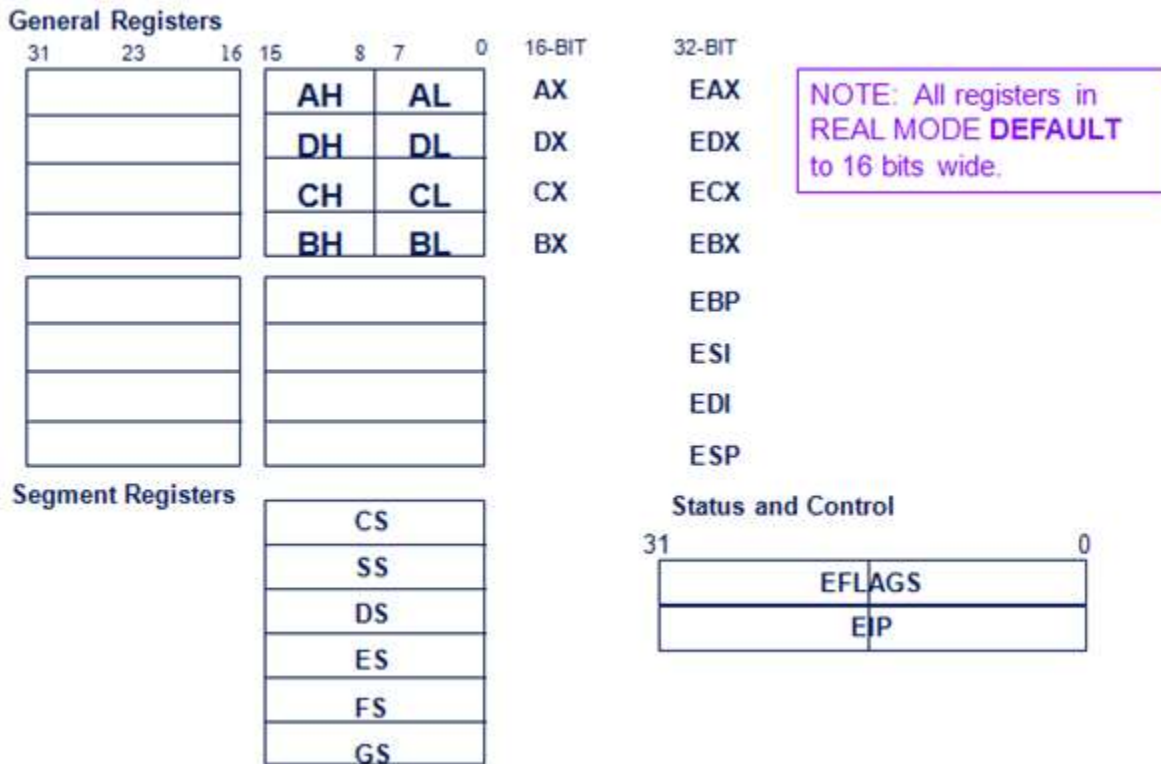 General Registers
31 23 16 15 8 7 0 16-BIT 32-BIT
AH AL AX EAX
DH DL DX EDX
CH CL CX ECX
BH BL BX EBX
NOTE: All registers in
REAL MODE DEFAULT
to 16 bits wide.
EBP
ESI
EDI
ESP
Segment Registers
CS
SS
DS
ES
FS
GS
Status and Control
31 0
EFLAGS
EIP